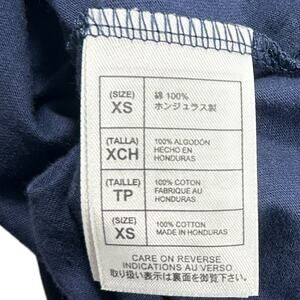 (SIZE)
XS
綿 100%
ホンジュラス製
(TALLA)
XCH
100% ALGODÓN
HECHO EN
HONDURAS
(TAILLE)
TP
100% COTON
FABRIQUE AU
HONDURAS
(SIZE)
XS
100% COTTON
MADE IN HONDURAS
CARE ON REVERSE
INDICATIONS AU VERSO
取り扱い表示は裏面を御覧下さい